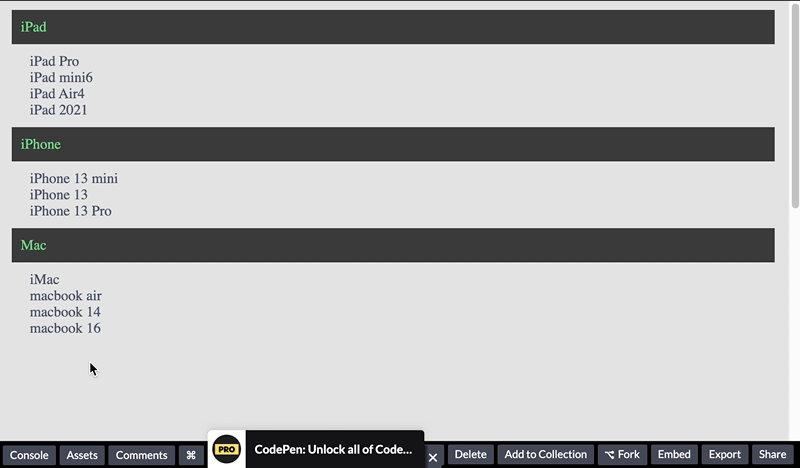 iPad
iPad Pro
iPad mini6
iPad Air4
iPad 2021
iPhone
iPhone 13 mini
iPhone 13
iPhone 13 Pro
Mac
iMac
macbook air
macbook 14
macbook 16
Console Assets Comments ⌘ PRO CodePen: Unlock all of Code... ✕ Delete Add to Collection ⌥ Fork Embed Export Share